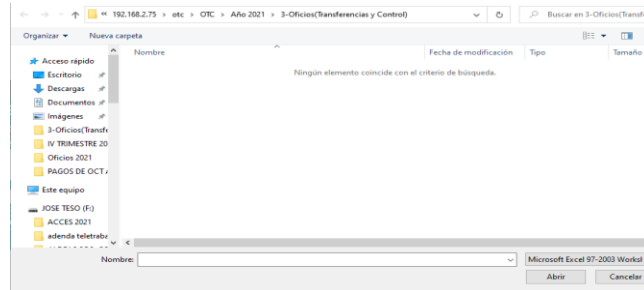 « 192.168.2.75 > otc > OTC > Año 2021 > 3-Oficios(Transferencias y Control)
Buscar en 3-Oficios(Transf
Organizar
Nueva carpeta
Nombre
Fecha de modificación
Tipo
Tamaño
Ningún elemento coincide con el criterio de búsqueda.
Acceso rápido
Escritorio
Descargas
Documentos
Imágenes
3-Oficios(Transfe
IV TRIMESTRE 20
Oficios 2021
PAGOS DE OCT A
Este equipo
JOSE TESO (F:)
ACCES 2021
adenda teletraba
Nombre:
Microsoft Excel 97-2003 Worksh
Abrir
Cancelar